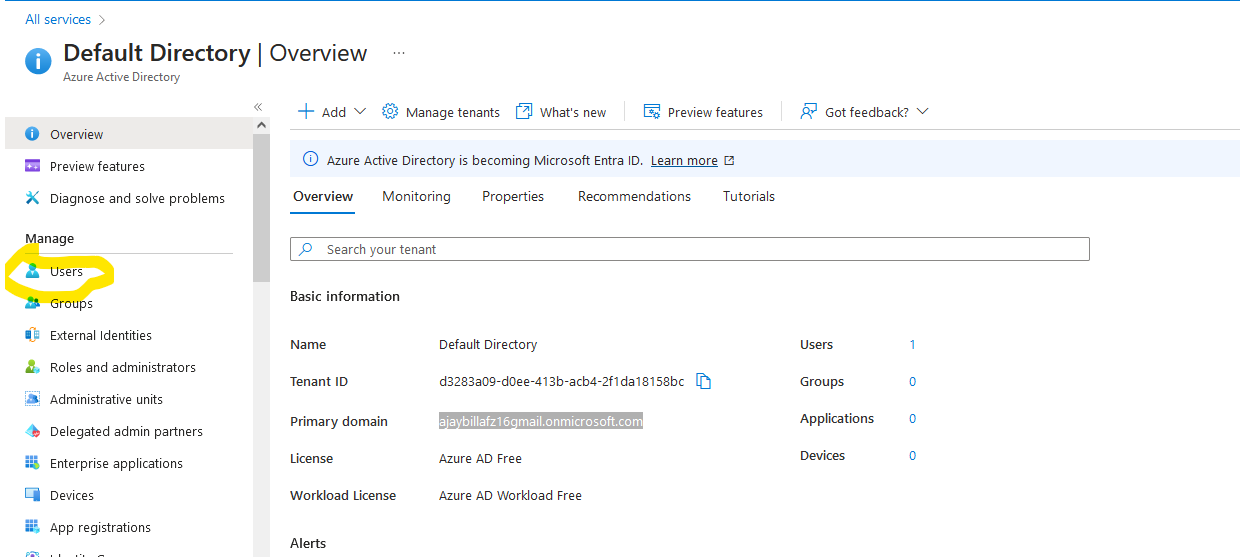 All services >
Default Directory | Overview ...
Azure Active Directory
«
Add
Manage tenants
What's new
Preview features
Got feedback?
Overview
Preview features
Diagnose and solve problems
Manage
Users
Groups
External Identities
Roles and administrators
Administrative units
Delegated admin partners
Enterprise applications
Devices
App registrations
Azure Active Directory is becoming Microsoft Entra ID. Learn more
Overview Monitoring Properties Recommendations Tutorials
Search your tenant
Basic information
Name Default Directory Users 1
Tenant ID d3283a09-d0ee-413b-acb4-2f1da18158bc Groups 0
Primary domain ajaybillafz16gmail.onmicrosoft.com Applications 0
License Azure AD Free Devices 0
Workload License Azure AD Workload Free
Alerts